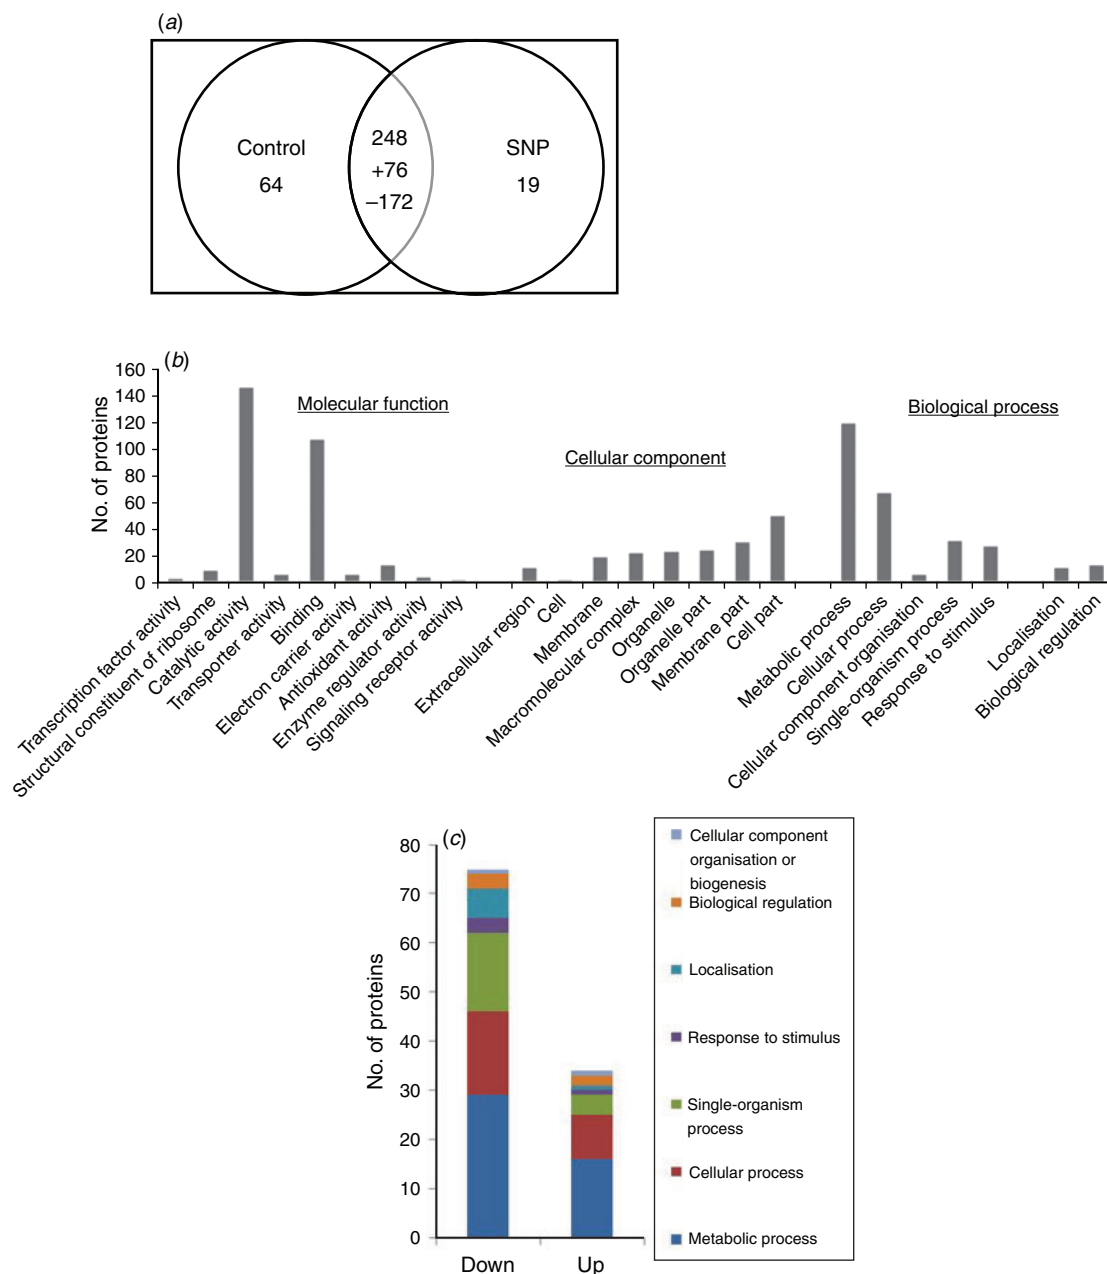 (a)
Control
64
248
+76
–172
SNP
19
(b)
No. of proteins
160
140
120
100
80
60
40
20
0
Molecular function
Cellular component
Biological process
Transcription factor activity
Structural constituent of ribosome
Catalytic activity
Transporter activity
Binding
Electron carrier activity
Antioxidant activity
Enzyme regulator activity
Signaling receptor activity
Extracellular region
Cell
Membrane
Macromolecular complex
Organelle
Organelle part
Membrane part
Cell part
Metabolic process
Cellular process
Cellular component organisation
Single-organism process
Response to stimulus
Localisation
Biological regulation
(c)
No. of proteins
80
70
60
50
40
30
20
10
0
Down
Up
Cellular component
organisation or
biogenesis
Biological regulation
Localisation
Response to stimulus
Single-organism
process
Cellular process
Metabolic process